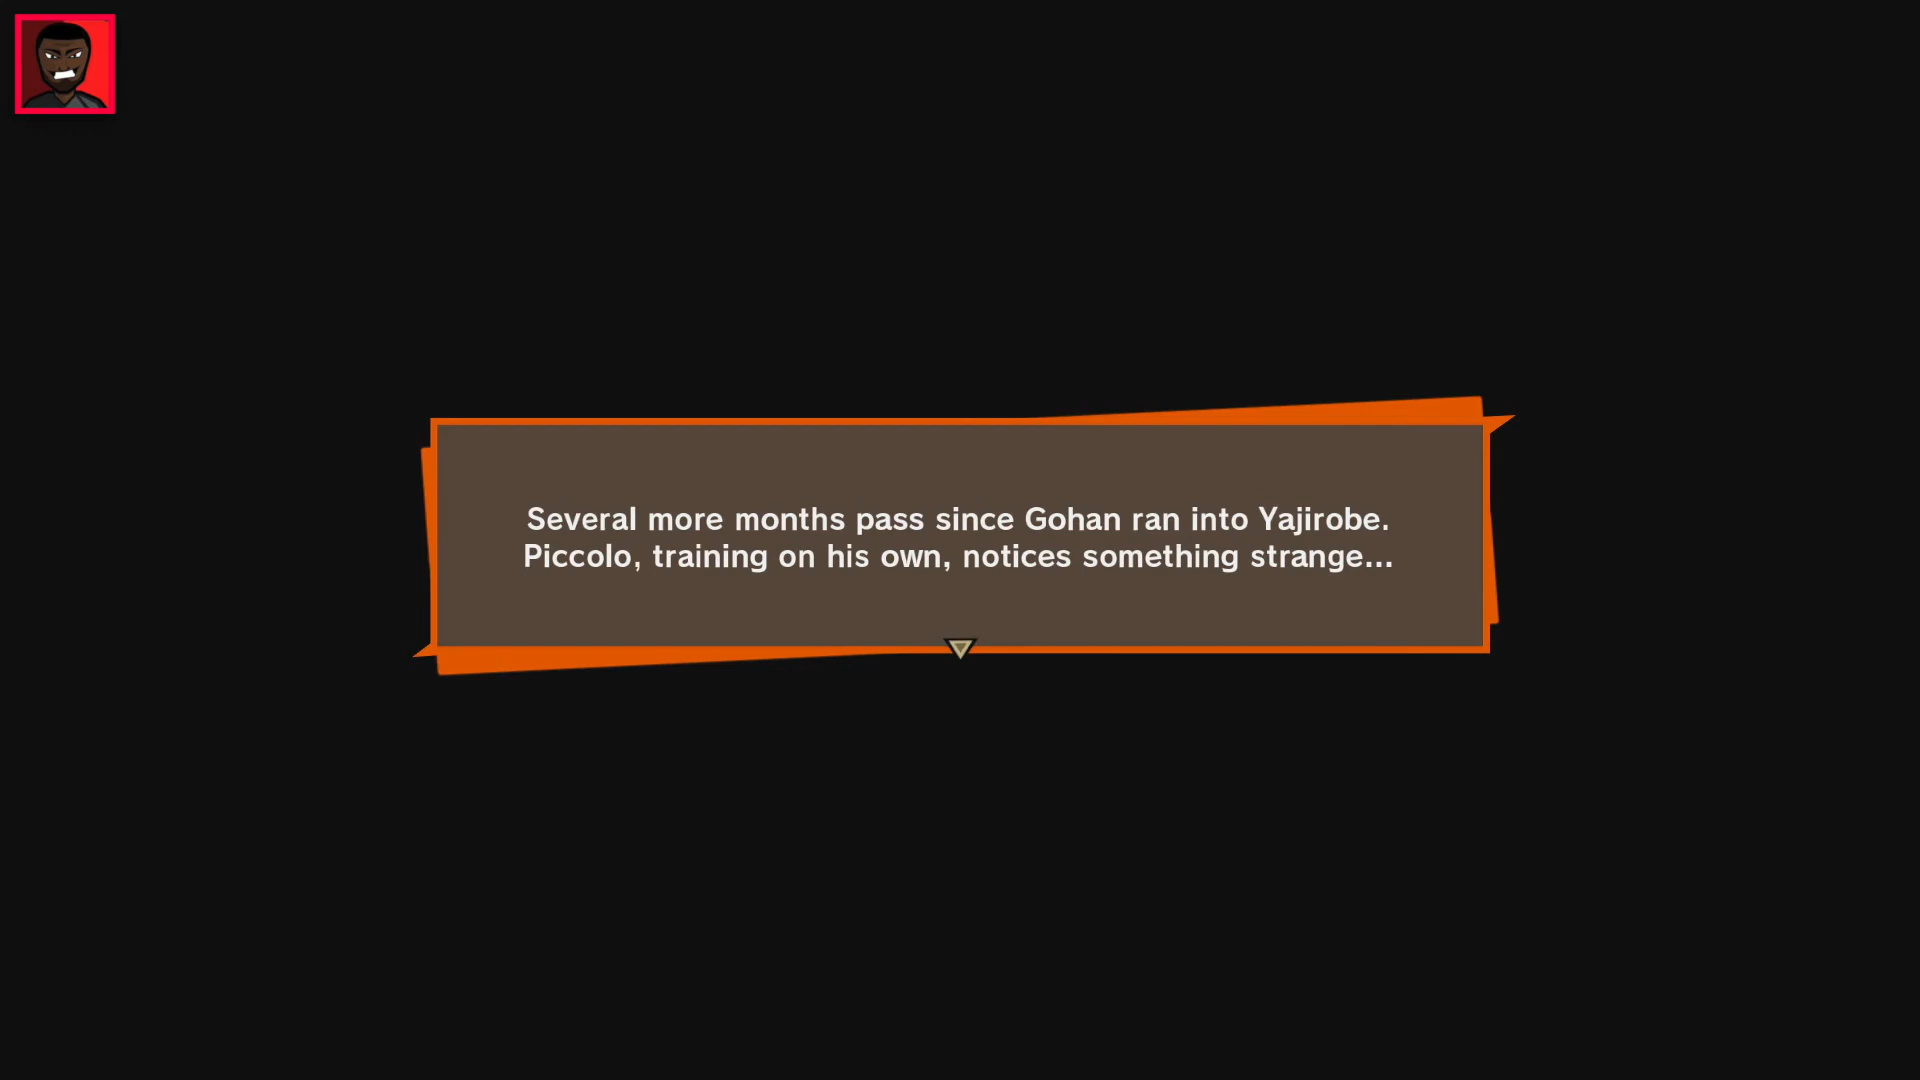 Several more months pass since Gohan ran into Yajirobe.
Piccolo, training on his own, notices something strange...